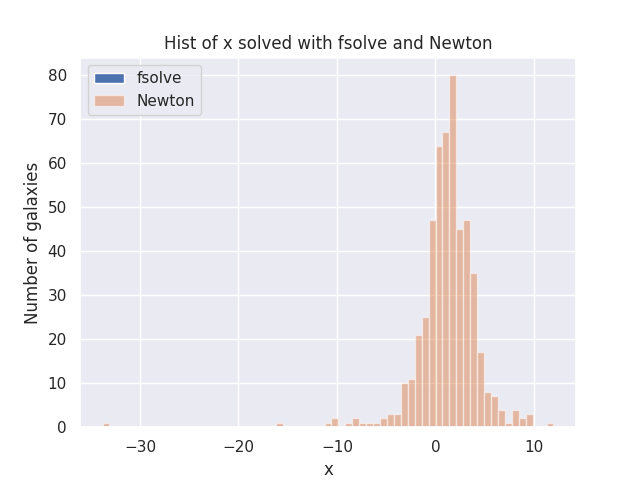 Hist of x solved with fsolve and Newton
fsolve
Newton
Number of galaxies
80
70
60
50
40
30
20
10
0
−30
−20
−10
0
10
x